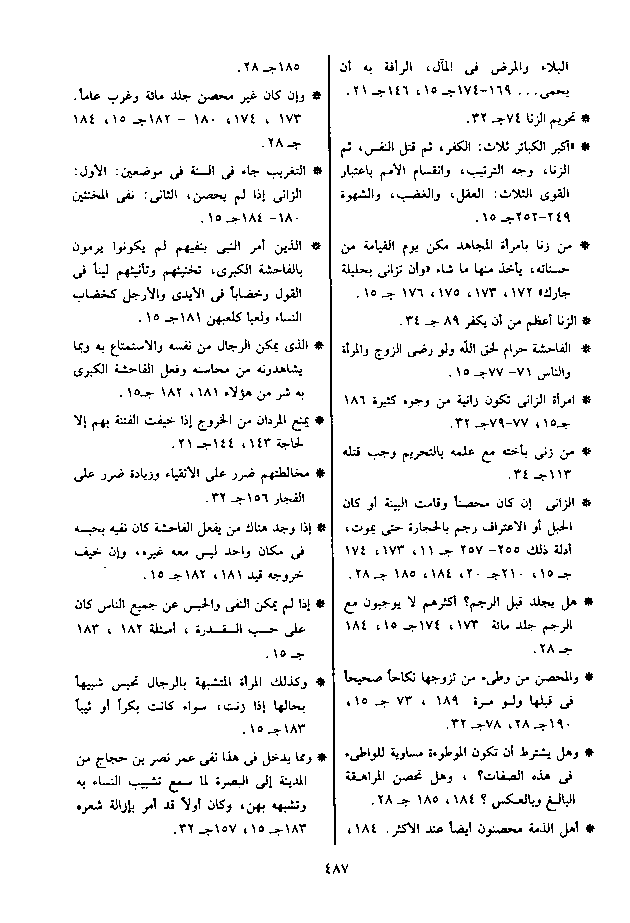 البلاء والمرض فى المآل، الرأفة به أن
يحمى... ١٦٩-١٧٤جـ ١٥، ١٤٦جـ ٢١.
* تحريم الزنا ٧٤جـ ٣٢.
* «أكبر الكبائر ثلاث: الكفر، ثم قتل النفس، ثم
الزنا، وجه الترتيب، وانقسام الأمم باعتبار
القوى الثلاث: العقل، والغضب، والشهوة
٢٤٩-٢٥٢جـ ١٥.
* من زنا بامرأة المجاهد مكن يوم القيامة من
حسناته، يأخذ منها ما شاء «وأن تزانى بحليلة
جارك» ١٧٢، ١٧٣، ١٧٥، ١٧٦ جـ ١٥.
* الزنا أعظم من أن يكفر ٨٩ جـ ٣٤.
* الفاحشة حرام لحق الله ولو رضى الزوج والمرأة
والناس ٧١- ٧٧جـ ١٥.
* امرأة الزانى تكون زانية من وجوه كثيرة ١٨٦
جـ١٥، ٧٧-٧٩جـ ٣٢.
* من زنى بأخته مع علمه بالتحريم وجب قتله
١١٣جـ ٣٤.
* الزانى إن كان محصناً وقامت البينة أو كان
الحبل أو الاعتراف رجم بالحجارة حتى يموت،
أدلة ذلك ٢٥٥- ٢٥٧ جـ ١١، ١٧٣، ١٧٤
جـ ١٥، ٢١٠جـ ٢٠، ١٨٤، ١٨٥ جـ ٢٨.
* هل يجلد قبل الرجم؟ أكثرهم لا يوجبون مع
الرجم جلد مائة ١٧٣، ١٧٤جـ ١٥، ١٨٤
جـ ٢٨.
* والمحصن من وطىء من تزوجها نكاحاً صحيحاً
فى قبلها ولو مرة ١٨٩ ، ٧٣ جـ ١٥،
١٩٠جـ ٢٨، ٧٨جـ ٣٢.
* وهل يشترط أن تكون الموطوءة مساوية للواطىء
فى هذه الصفات؟ ، وهل تحصن المراهقة
البالغ وبالعكس ؟ ١٨٤، ١٨٥ جـ ٢٨.
* أهل الذمة محصنون أيضاً عند الأكثر. ١٨٤،
١٨٥جـ ٢٨.
* وإن كان غير محصن جلد مائة وغرب عاماً.
١٧٣ ، ١٧٤، ١٨٠ - ١٨٢جـ ١٥، ١٨٤
جـ ٢٨.
* التغريب جاء فى السنة فى موضعين: الأول:
الزانى إذا لم يحصن، الثانى: نفى المخنثين
١٨٠- ١٨٤جـ ١٥.
* الذين أمر النبى بنفيهم لم يكونوا يرمون
بالفاحشة الكبرى، تخنيثهم وتأنيثهم ليناً فى
القول وخضاباً فى الأيدى والأرجل كخضاب
النساء ولعبا كلعبهن ١٨١جـ ١٥.
* الذى يمكن الرجال من نفسه والاستمتاع به وبما
يشاهدونه من محاسنه وفعل الفاحشة الكبرى
به شر من هؤلاء ١٨١، ١٨٢ جـ١٥.
* يمنع المردان من الخروج إذا خيفت الفتنة بهم إلا
لحاجة ١٤٣، ١٤٤جـ ٢١.
* مخالطتهم ضرر على الأتقياء وزيادة ضرر على
الفجار ١٥٦جـ ٣٢.
* إذا وجد هناك من يفعل الفاحشة كان نفيه بحبسه
فى مكان واحد ليس معه غيره، وإن خيف
خروجه قيد ١٨١، ١٨٢جـ ١٥.
* إذا لم يمكن النفى والحبس عن جميع الناس كان
على حسب القدرة ، أمثلة ١٨٢ ، ١٨٣
جـ ١٥.
* وكذلك المرأة المتشبهة بالرجال تحبس شبيهاً
بحالها إذا زنت، سواء كانت بكراً أو ثيباً
١٨٣جـ ١٥.
* ومما يدخل فى هذا نفى عمر نصر بن حجاج من
المدينة إلى البصرة لما سمع تشبيب النساء به
وتشبهه بهن، وكان أولاً قد أمر بإزالة شعره
١٨٣جـ ١٥، ١٥٧جـ ٣٢.
٤٨٧